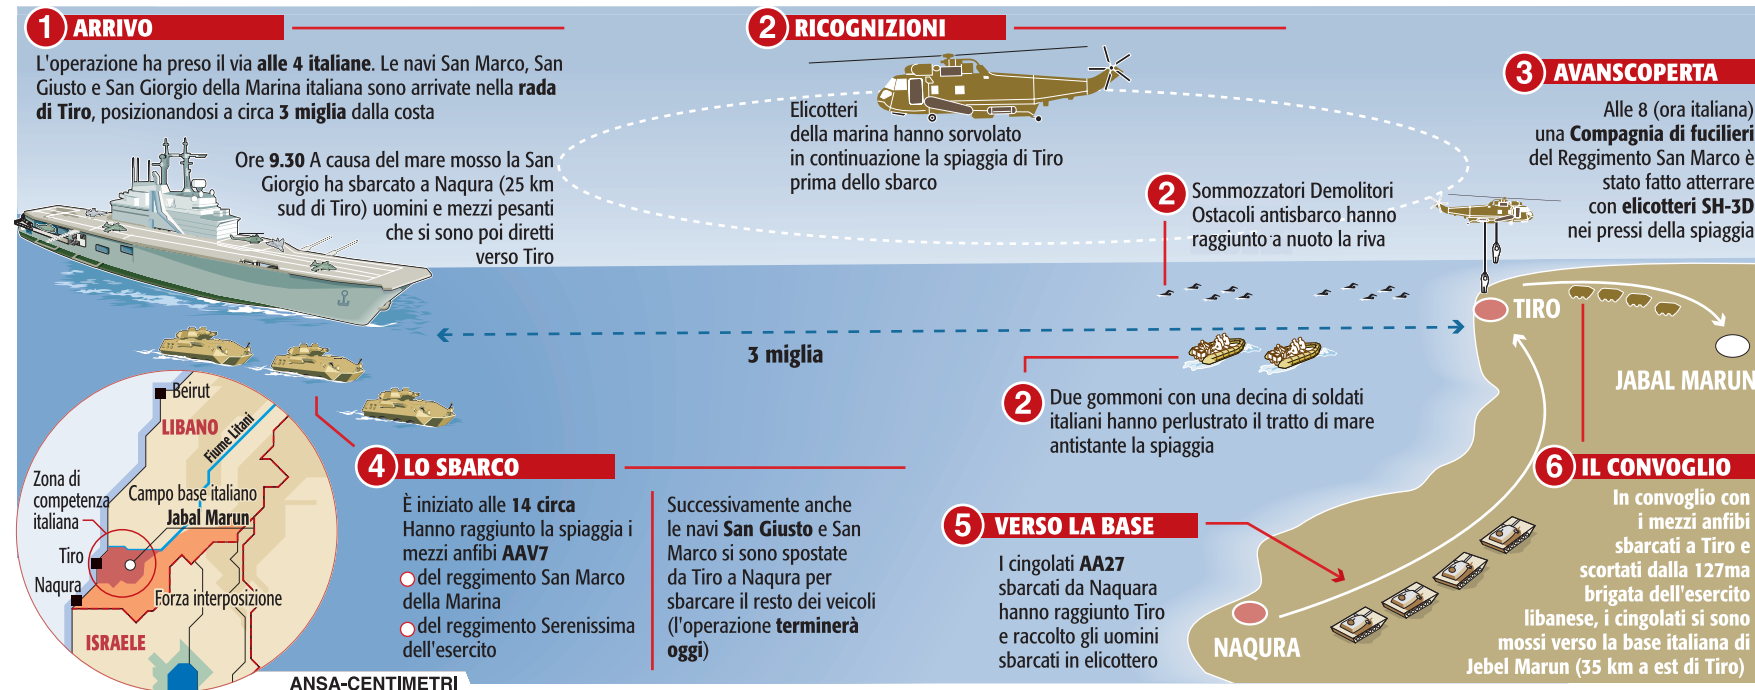 1 ARRIVO
L'operazione ha preso il via alle 4 italiane. Le navi San Marco, San
Giusto e San Giorgio della Marina italiana sono arrivate nella rada
di Tiro, posizionandosi a circa 3 miglia dalla costa
Ore 9.30 A causa del mare mosso la San
Giorgio ha sbarcato a Naqura (25 km
sud di Tiro) uomini e mezzi pesanti
che si sono poi diretti
verso Tiro
2 RICOGNIZIONI
Elicotteri
della marina hanno sorvolato
in continuazione la spiaggia di Tiro
prima dello sbarco
2 Sommozzatori Demolitori
Ostacoli antisbarco hanno
raggiunto a nuoto la riva
2 Due gommoni con una decina di soldati
italiani hanno perlustrato il tratto di mare
antistante la spiaggia
3 AVANSCOPERTA
Alle 8 (ora italiana)
una Compagnia di fucilieri
del Reggimento San Marco è
stato fatto atterrare
con elicotteri SH-3D
nei pressi della spiaggia
3 miglia
TIRO
JABAL MARUN
NAQURA
4 LO SBARCO
È iniziato alle 14 circa
Hanno raggiunto la spiaggia i
mezzi anfibi AAV7
del reggimento San Marco
della Marina
del reggimento Serenissima
dell'esercito
Successivamente anche
le navi San Giusto e San
Marco si sono spostate
da Tiro a Naqura per
sbarcare il resto dei veicoli
(l'operazione terminerà
oggi)
5 VERSO LA BASE
I cingolati AA27
sbarcati da Naquara
hanno raggiunto Tiro
e raccolto gli uomini
sbarcati in elicottero
6 IL CONVOGLIO
In convoglio con
i mezzi anfibi
sbarcati a Tiro e
scortati dalla 127ma
brigata dell'esercito
libanese, i cingolati si sono
mossi verso la base italiana di
Jebel Marun (35 km a est di Tiro)
Beirut
LIBANO
Fiume Litani
Zona di
competenza
italiana
Campo base italiano
Jabal Marun
Tiro
Naqura
Forza interposizione
ISRAELE
ANSA-CENTIMETRI